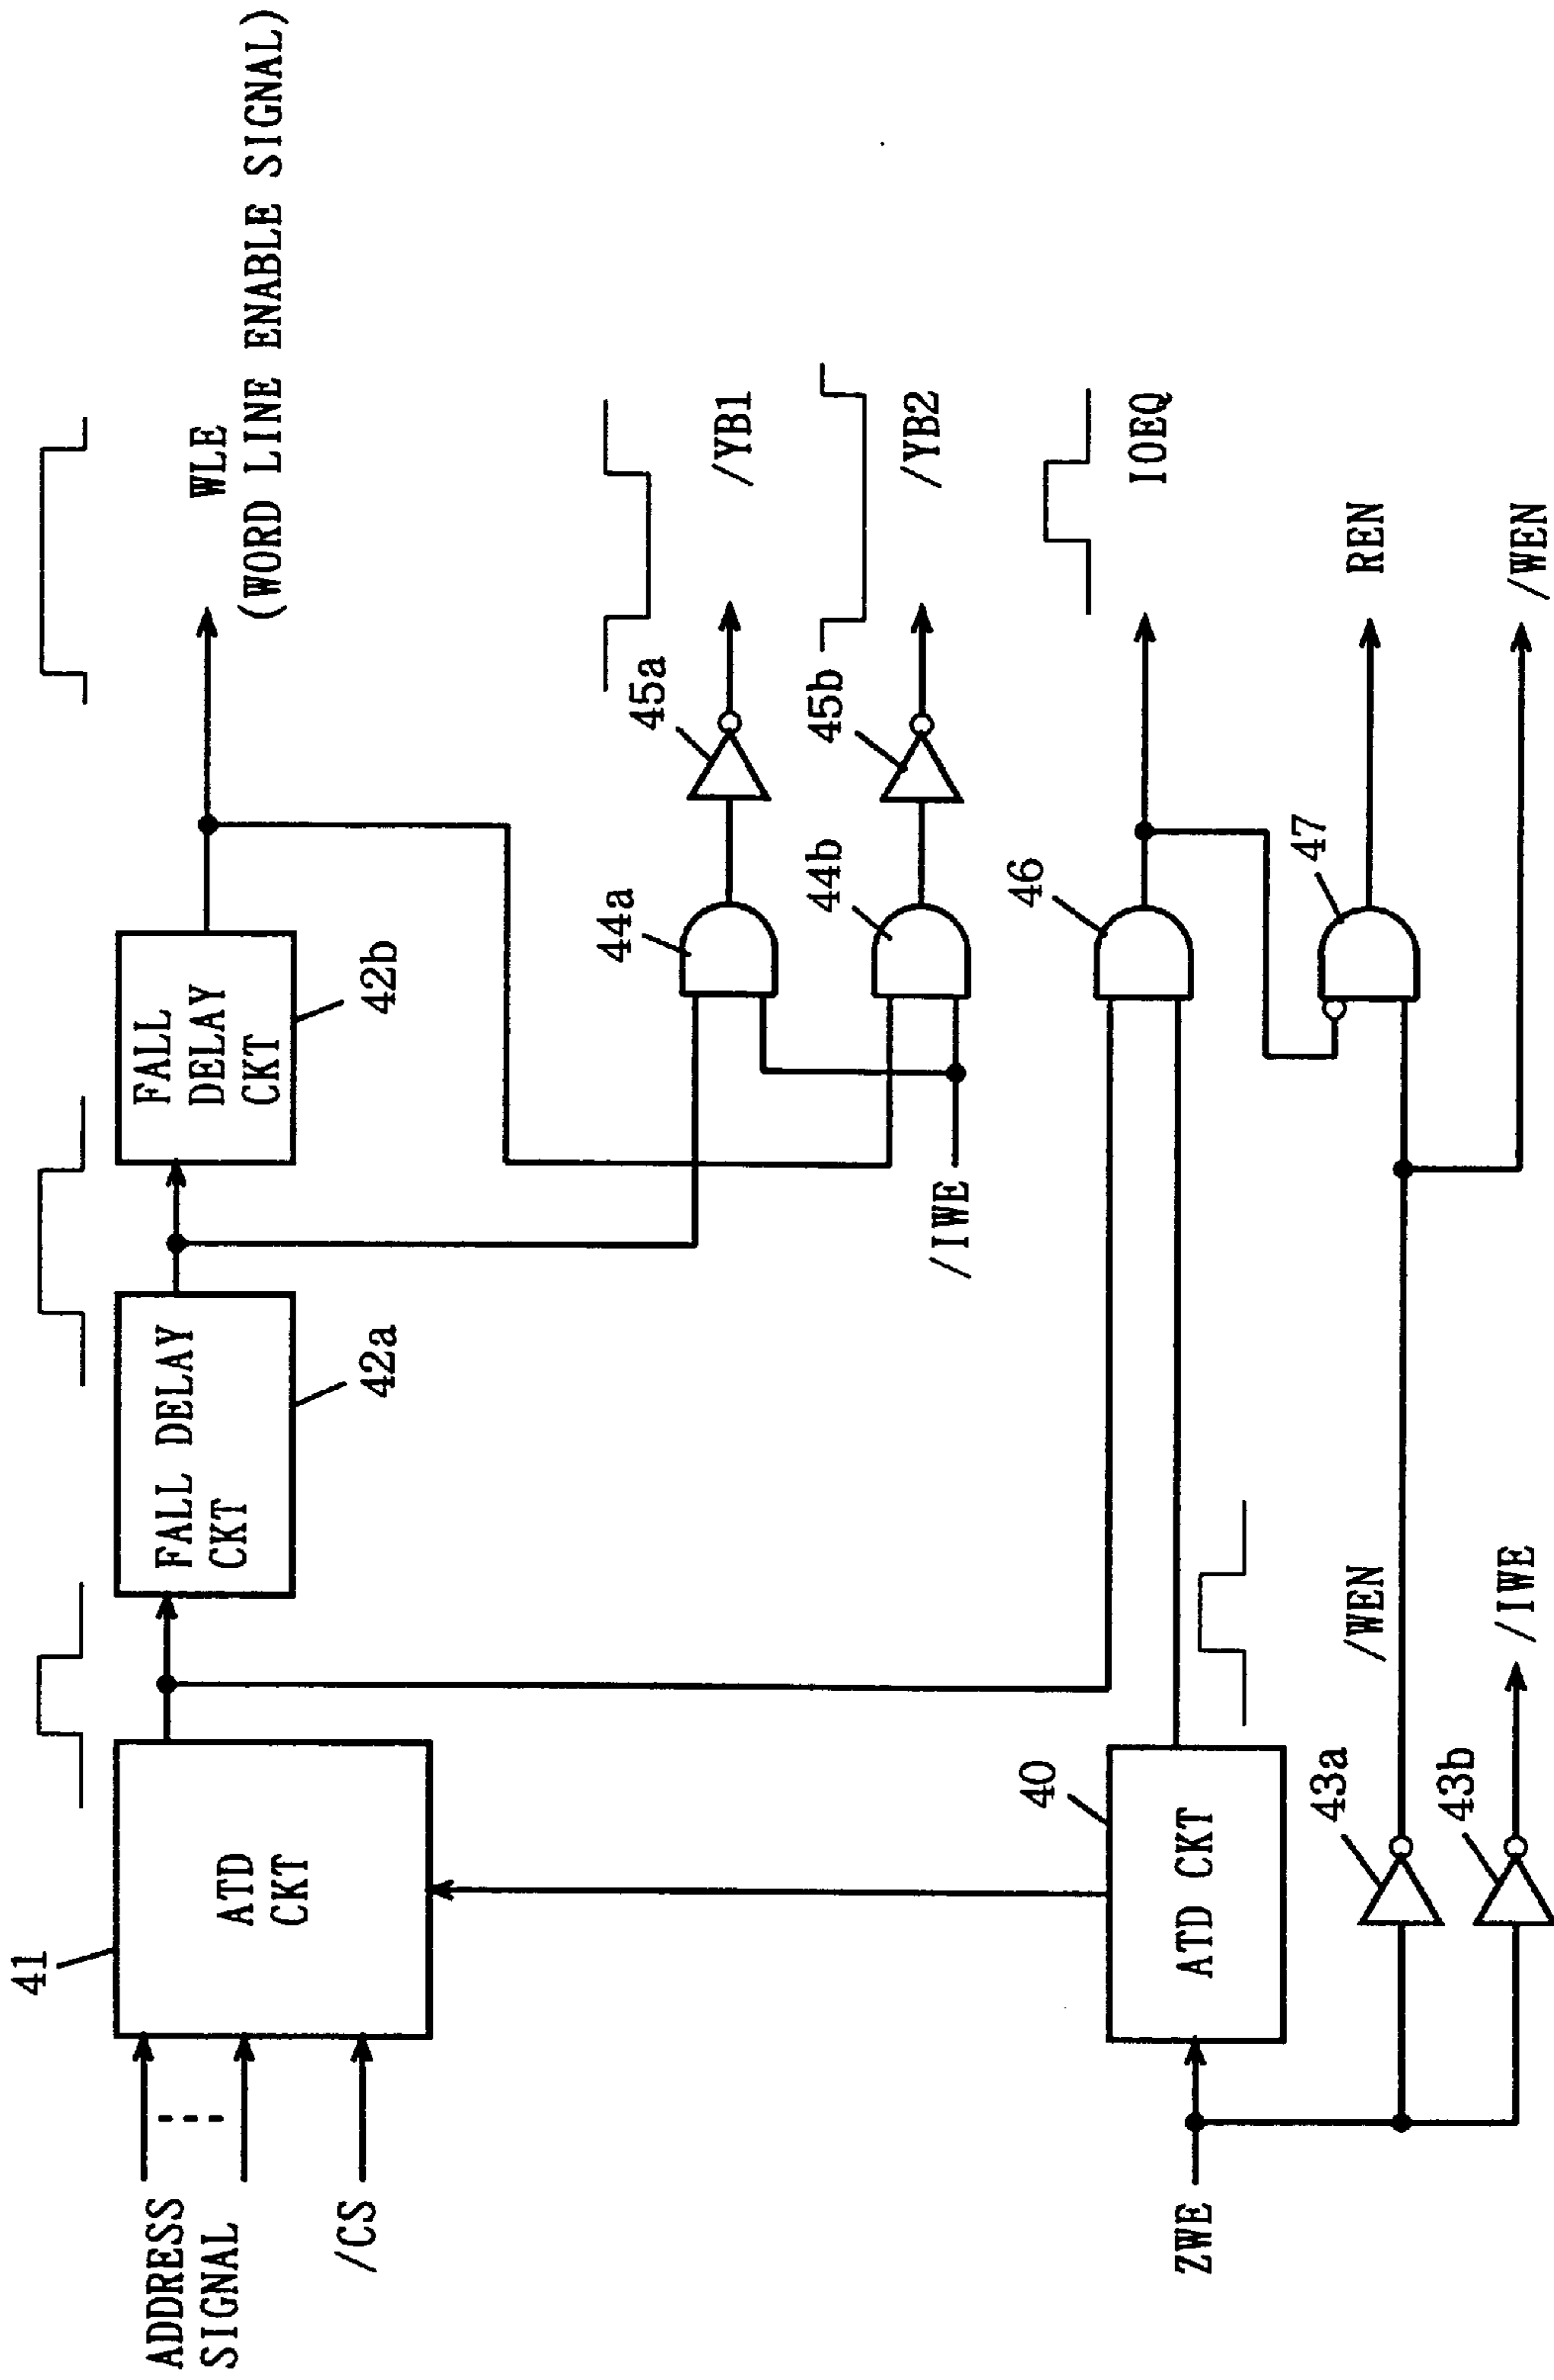 41
ADDRESS
SIGNAL
/CS
ATD
CKT
FALL DELAY
CKT
42a
FALL
DELAY
CKT
42b
WLE
(WORD LINE ENABLE SIGNAL)
44a
45a
/YB1
44b
45b
/YB2
/IWE
40
ZWE
ATD CKT
46
IOEQ
47
REN
43a
/WEN
/WEN
43b
/IWE